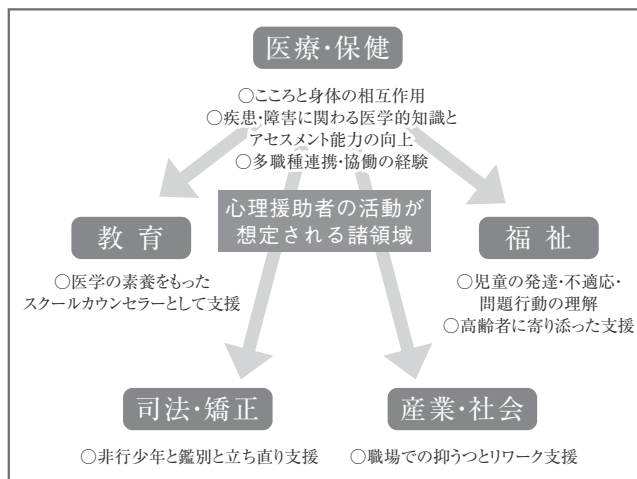 医療・保健
○こころと身体の相互作用
○疾患・障害に関わる医学的知識と
アセスメント能力の向上
○多職種連携・協働の経験
心理援助者の活動が
想定される諸領域
教育
○医学の素養をもった
スクールカウンセラーとして支援
福祉
○児童の発達・不適応・
問題行動の理解
○高齢者に寄り添った支援
司法・矯正
○非行少年と鑑別と立ち直り支援
産業・社会
○職場での抑うつとリワーク支援